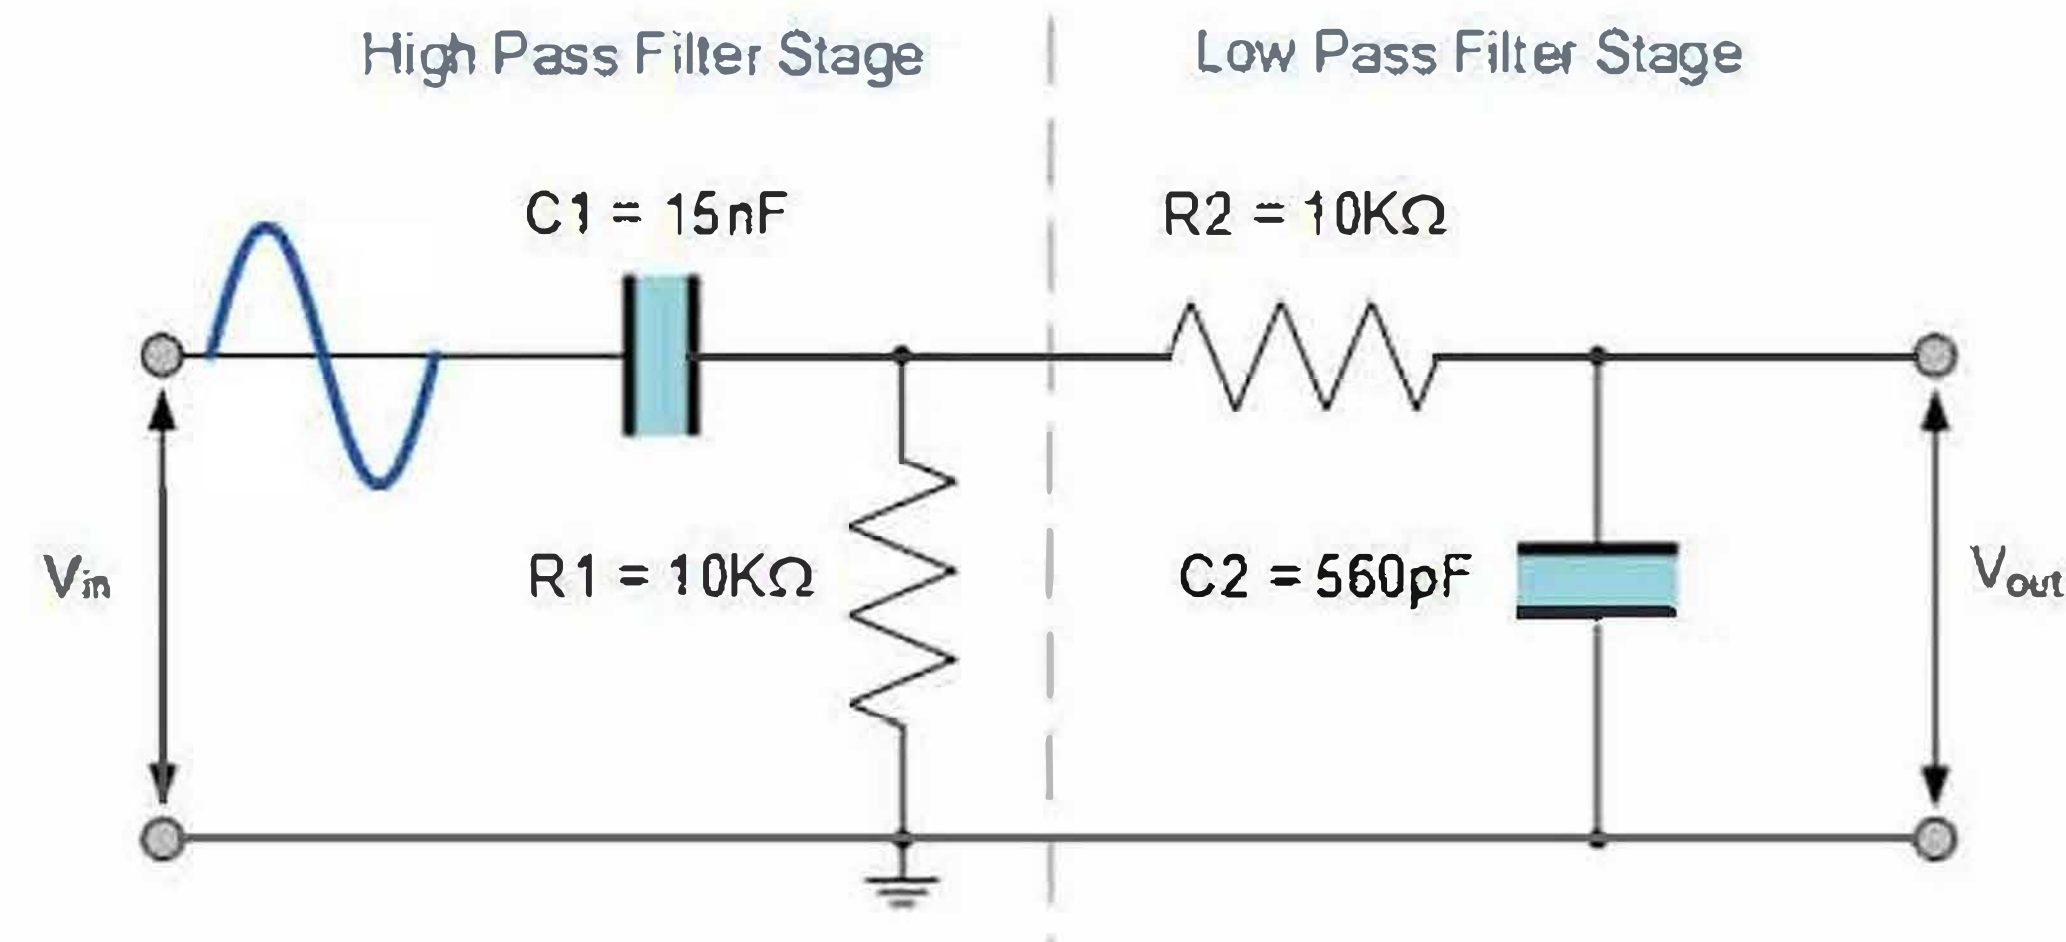 High Pass Filter Stage
Low Pass Filter Stage
C1 = 15nF
R2 = 10KΩ
Vin
R1 = 10KΩ
C2 = 560pF
Vout